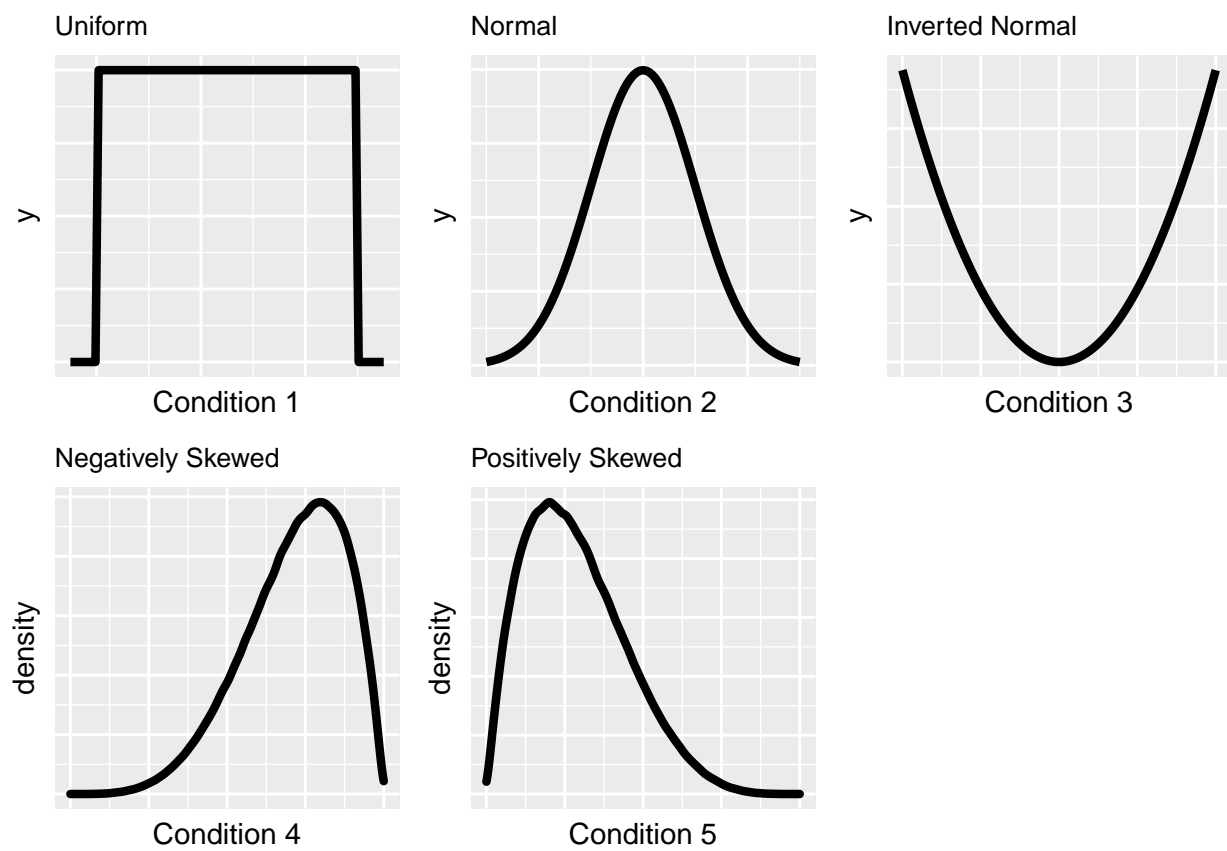 Uniform
Normal
Inverted Normal
y
y
y
Condition 1
Condition 2
Condition 3
Negatively Skewed
Positively Skewed
density
density
Condition 4
Condition 5